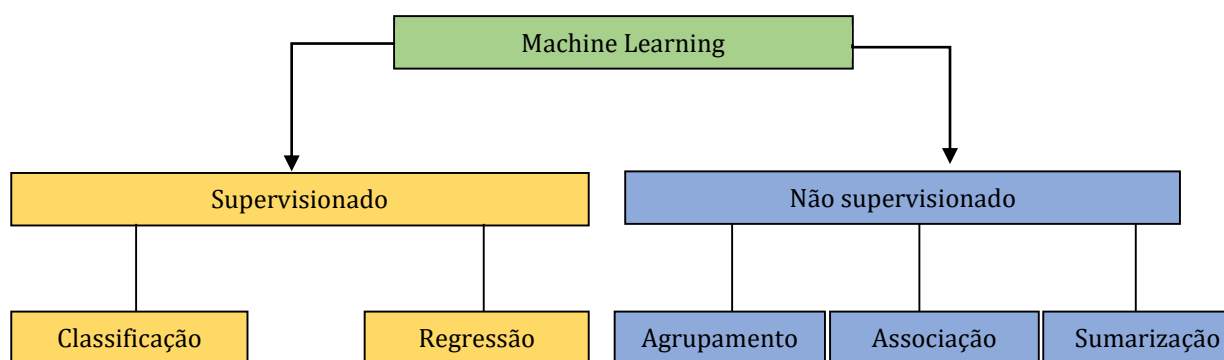 Machine Learning
Supervisionado
Não supervisionado
Classificação
Regressão
Agrupamento
Associação
Sumarização